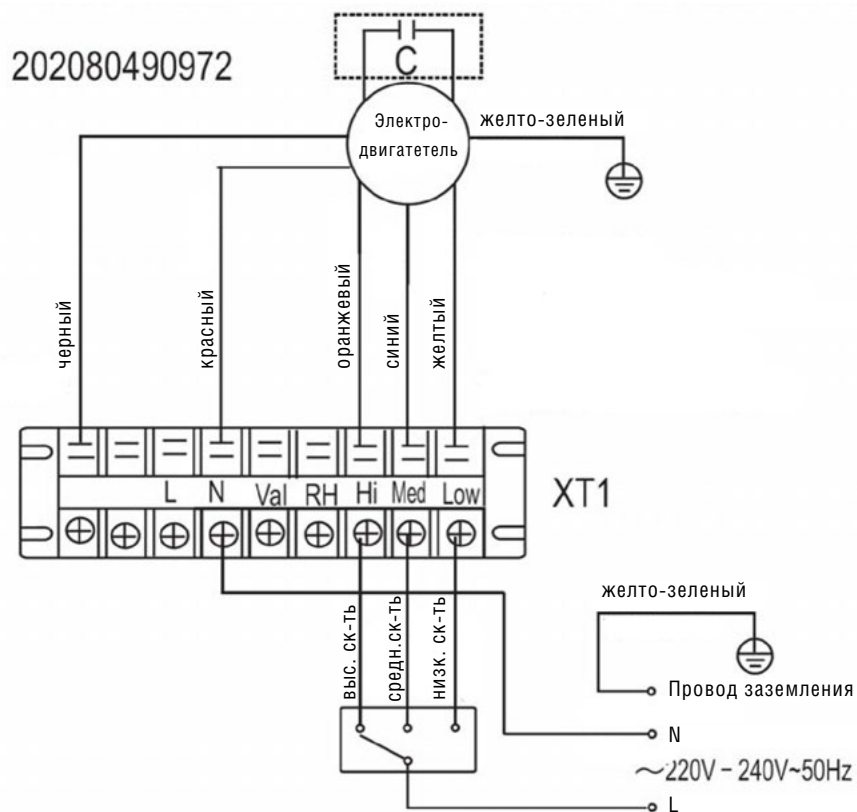 202080490972
C
Электро-
двигатетель
желто-зеленый
черный
красный
оранжевый
синий
желтый
L N Val RH Hi Med Low
XT1
выс. ск-ть
средн.ск-ть
низк. ск-ть
желто-зеленый
Провод заземления
N
~220V – 240V~50Hz
L